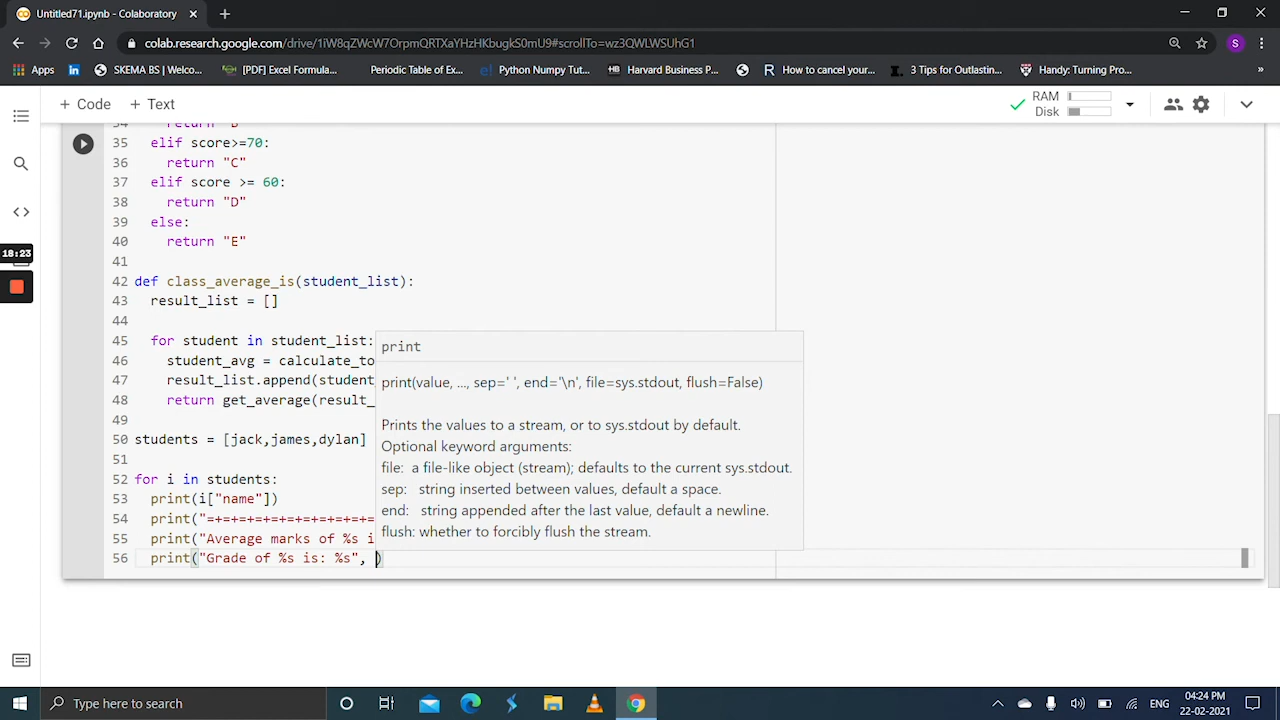 Untitled71.ipynb - Colaboratory
colab.research.google.com/drive/1iW8qZWcW7OrpmQRTXaYHzHKbugkS0mU9#scrollTo=wz3QWLWSUhG1
S
Apps
SKEMA BS | Welco...
[PDF] Excel Formula...
Periodic Table of Ex...
Python Numpy Tut...
Harvard Business P...
How to cancel your...
3 Tips for Outlastin...
Handy: Turning Pro...
»
+ Code + Text
RAM
Disk
35 elif score>=70:
36 return "C"
37 elif score >= 60:
38 return "D"
39 else:
40 return "E"
41
42 def class_average_is(student_list):
43 result_list = []
44
45 for student in student_list:
46 student_avg = calculate_to
47 result_list.append(student
48 return get_average(result_
49
50 students = [jack,james,dylan]
51
52 for i in students:
53 print(i["name"])
54 print("=+=+=+=+=+=+=+=+=+=+=
55 print("Average marks of %s i
56 print("Grade of %s is: %s", )
print
print(value, ..., sep=' ', end='\n', file=sys.stdout, flush=False)
Prints the values to a stream, or to sys.stdout by default.
Optional keyword arguments:
file: a file-like object (stream); defaults to the current sys.stdout.
sep: string inserted between values, default a space.
end: string appended after the last value, default a newline.
flush: whether to forcibly flush the stream.
18:23
Type here to search
ENG
04:24 PM
22-02-2021